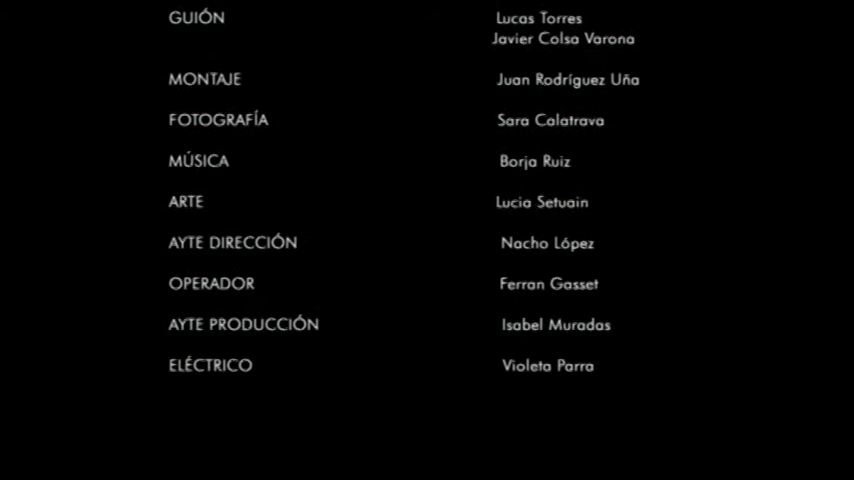 GUIÓN Lucas Torres
Javier Colsa Varona
MONTAJE Juan Rodríguez Uña
FOTOGRAFÍA Sara Calatrava
MÚSICA Borja Ruiz
ARTE Lucia Setuain
AYTE DIRECCIÓN Nacho López
OPERADOR Ferran Gasset
AYTE PRODUCCIÓN Isabel Muradas
ELÉCTRICO Violeta Parra